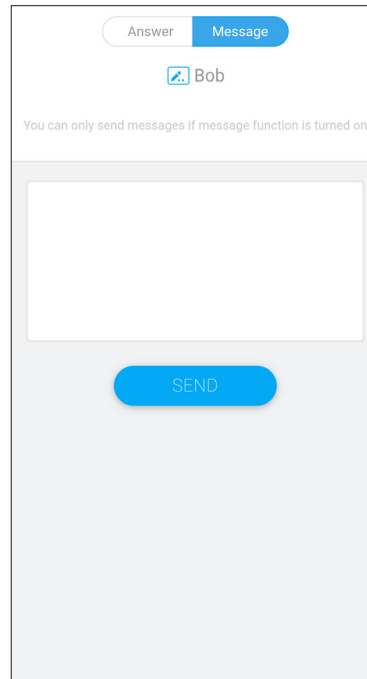 Answer Message
Bob
You can only send messages if message function is turned on
SEND